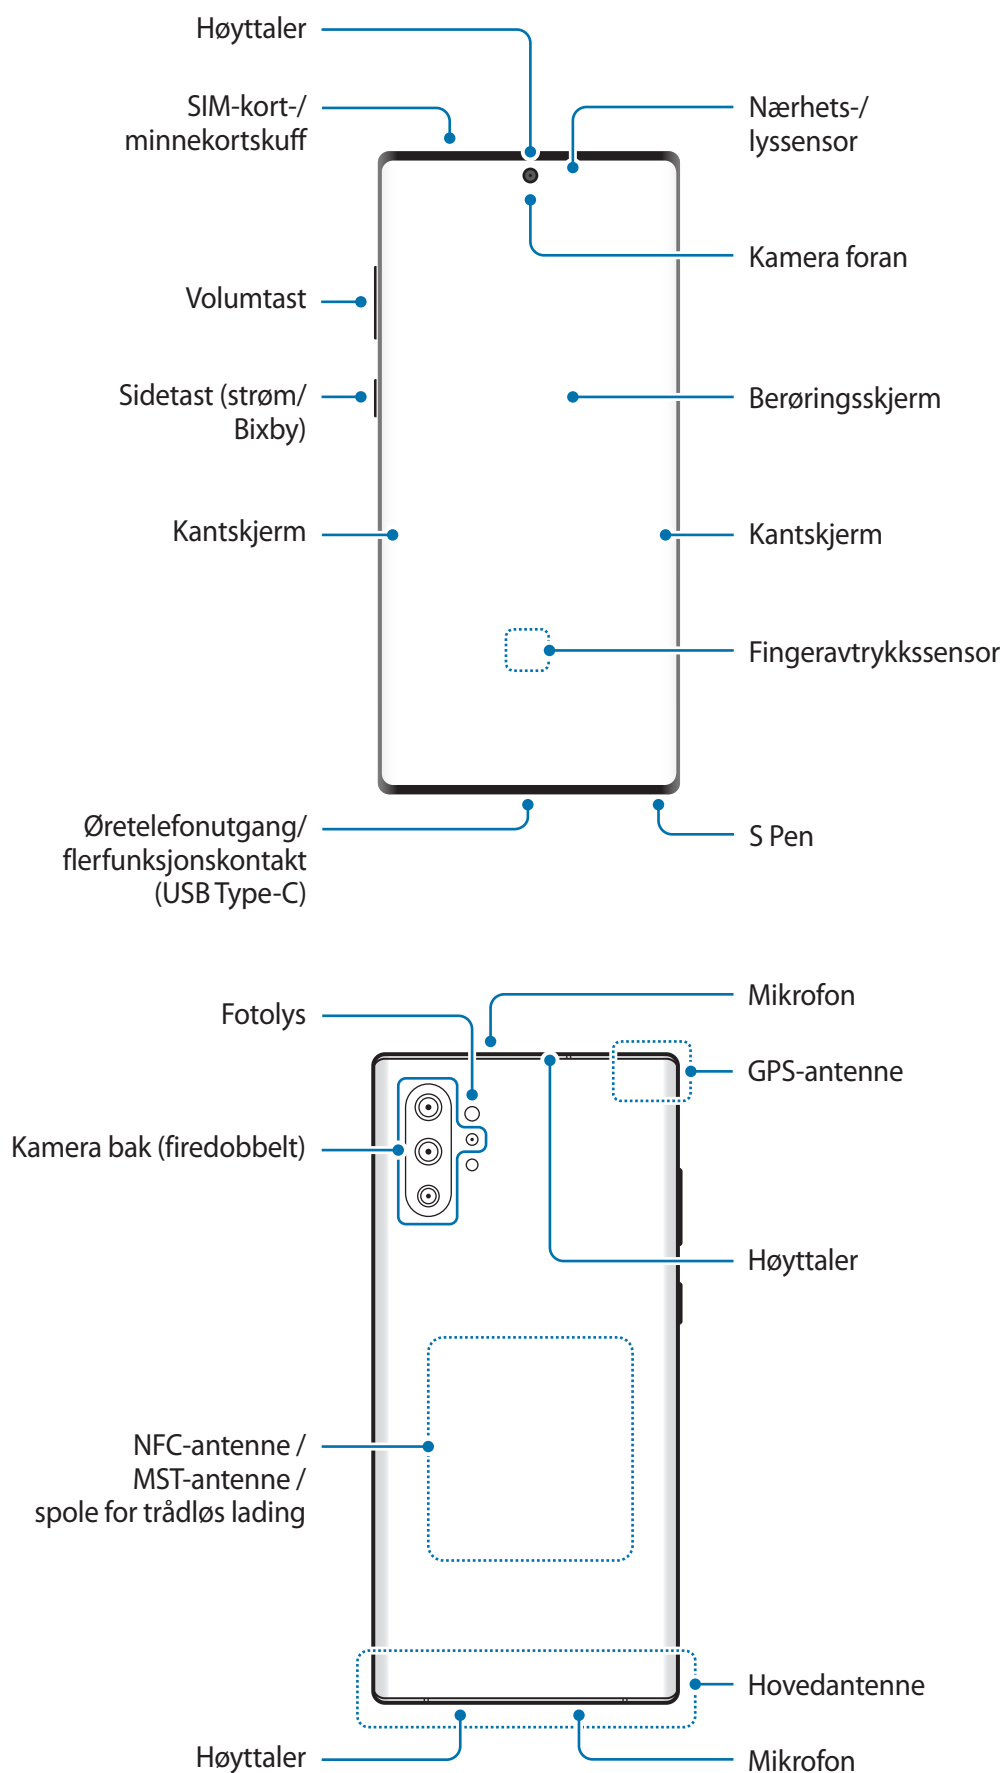 Høyttaler
SIM-kort-/
minnekortskuff
Nærhets-/
lyssensor
Kamera foran
Volumtast
Sidetast (strøm/
Bixby)
Berøringsskjerm
Kantskjerm
Kantskjerm
Fingeravtrykkssensor
Øretelefonutgang/
flerfunksjonskontakt
(USB Type-C)
S Pen
Fotolys
Mikrofon
GPS-antenne
Kamera bak (firedobbelt)
Høyttaler
NFC-antenne /
MST-antenne /
spole for trådløs lading
Hovedantenne
Høyttaler
Mikrofon